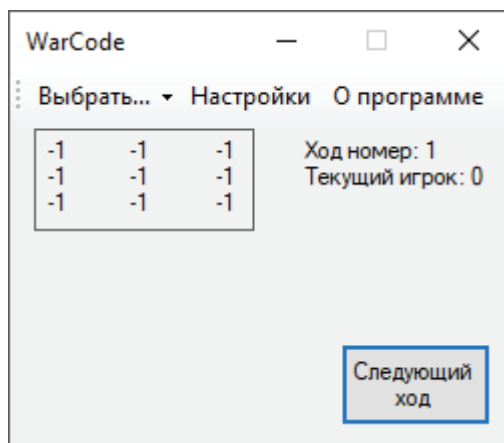 WarCode
Выбрать... Настройки О программе
-1 -1 -1
-1 -1 -1
-1 -1 -1
Ход номер: 1
Текущий игрок: 0
Следующий
ход